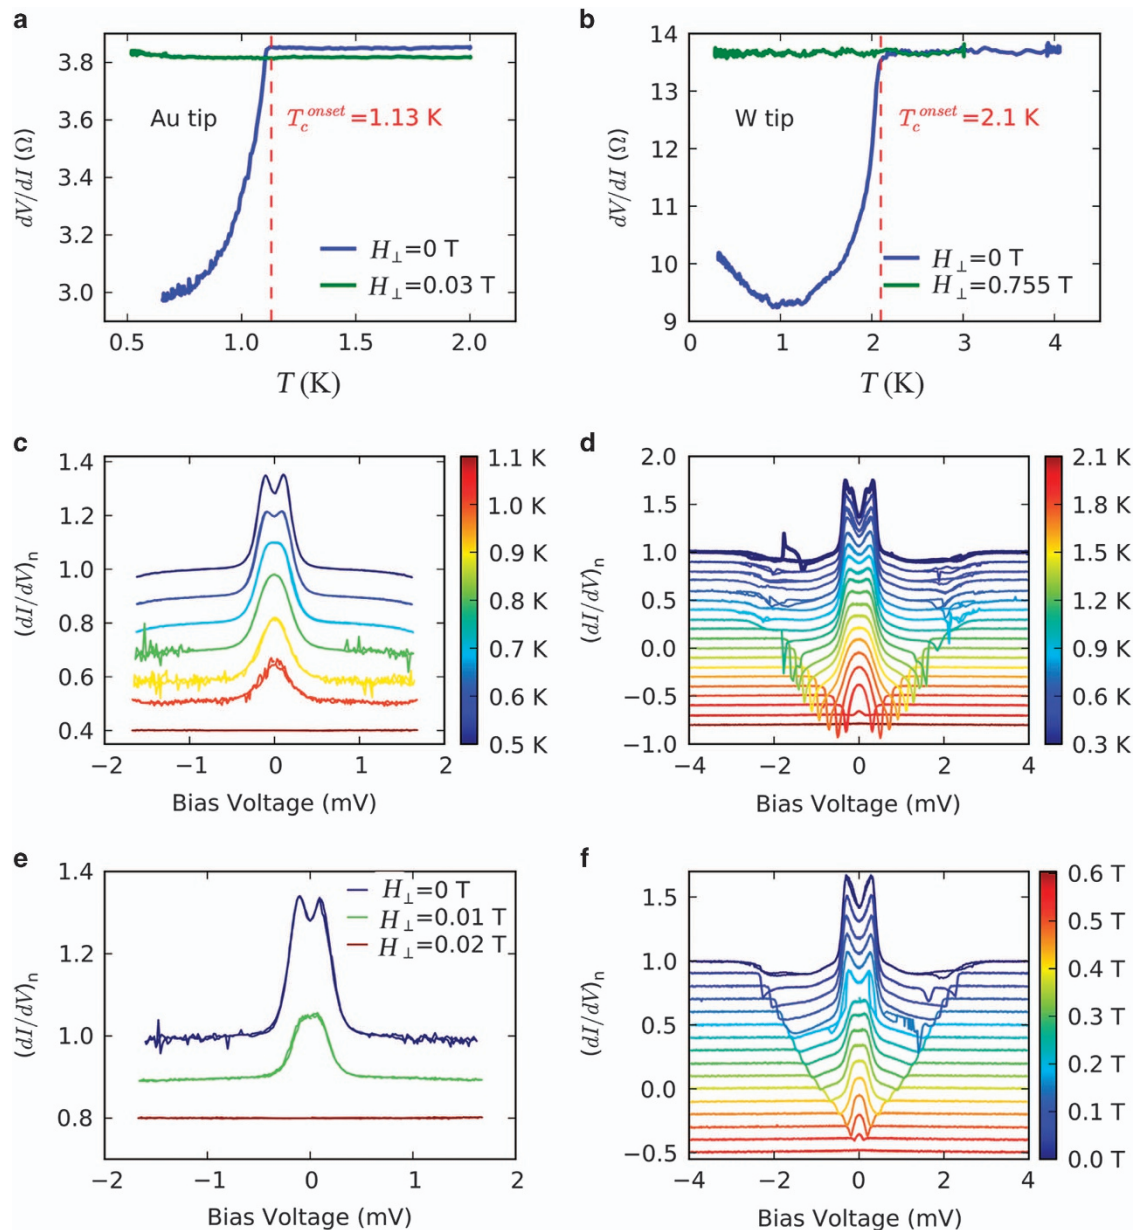 a
3.8
3.6
3.4
3.2
3.0
dV/dI (Ω)
Au tip
T_c^{onset}=1.13 K
H⊥=0 T
H⊥=0.03 T
0.5
1.0
1.5
2.0
T (K)
b
14
13
12
11
10
9
dV/dI (Ω)
W tip
T_c^{onset}=2.1 K
H⊥=0 T
H⊥=0.755 T
0
1
2
3
4
T (K)
c
1.4
1.2
1.0
0.8
0.6
0.4
(dI/dV)n
−2
−1
0
1
2
Bias Voltage (mV)
1.1 K
1.0 K
0.9 K
0.8 K
0.7 K
0.6 K
0.5 K
d
2.0
1.5
1.0
0.5
0.0
−0.5
−1.0
(dI/dV)n
−4
−2
0
2
4
Bias Voltage (mV)
2.1 K
1.8 K
1.5 K
1.2 K
0.9 K
0.6 K
0.3 K
e
1.4
1.2
1.0
0.8
(dI/dV)n
H⊥=0 T
H⊥=0.01 T
H⊥=0.02 T
−2
−1
0
1
2
Bias Voltage (mV)
f
1.5
1.0
0.5
0.0
−0.5
(dI/dV)n
−4
−2
0
2
4
Bias Voltage (mV)
0.6 T
0.5 T
0.4 T
0.3 T
0.2 T
0.1 T
0.0 T